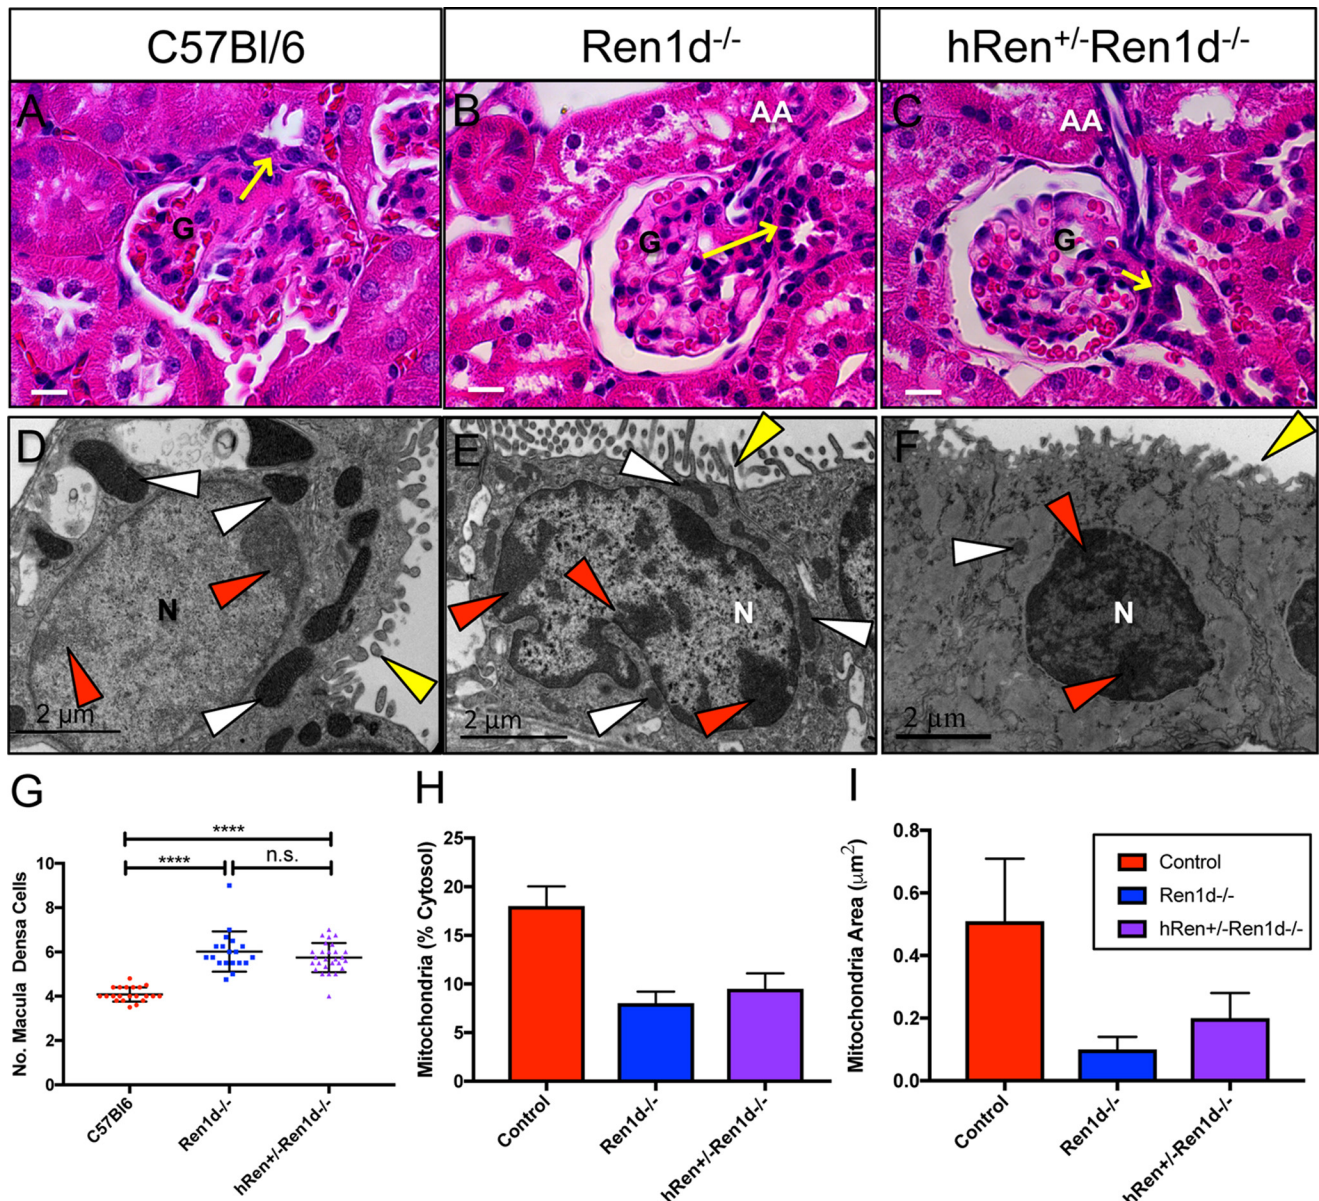 C57Bl/6
Ren1d-/-
hRen+/-Ren1d-/-
A
G
B
AA
G
C
AA
G
D
N
2 µm
E
N
2 µm
F
N
2 µm
G
No. Macula Densa Cells
10
8
6
4
2
0
****
****
n.s.
C57Bl6
Ren1d-/-
hRen+/-Ren1d-/-
H
Mitochondria (% Cytosol)
25
20
15
10
5
0
Control
Ren1d-/-
hRen+/-Ren1d-/-
I
Mitochondria Area (µm2)
0.8
0.6
0.4
0.2
0.0
Control
Ren1d-/-
hRen+/-Ren1d-/-
Control
Ren1d-/-
hRen+/-Ren1d-/-